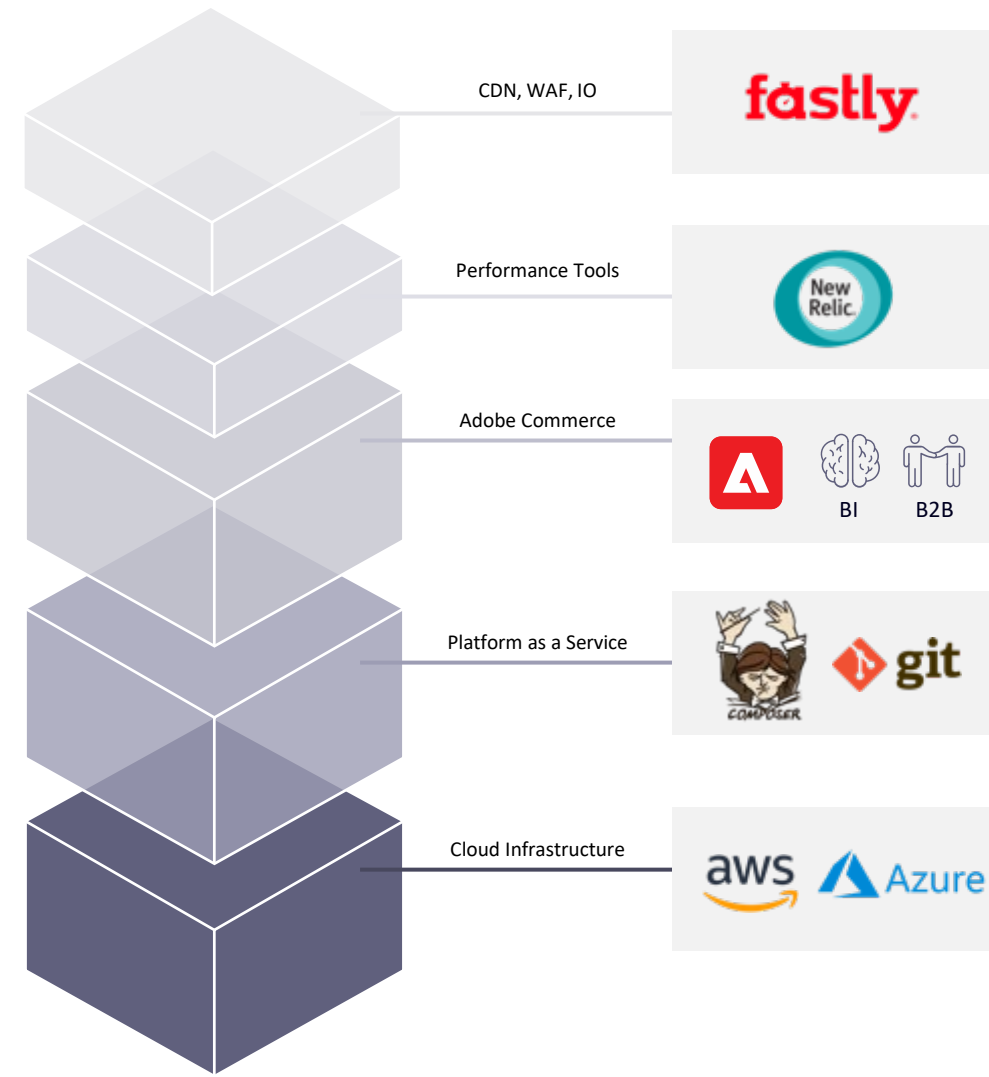 CDN, WAF, IO
fastly
Performance Tools
New
Relic.
Adobe Commerce
BI
B2B
Platform as a Service
COMPOSER
git
Cloud Infrastructure
aws
Azure